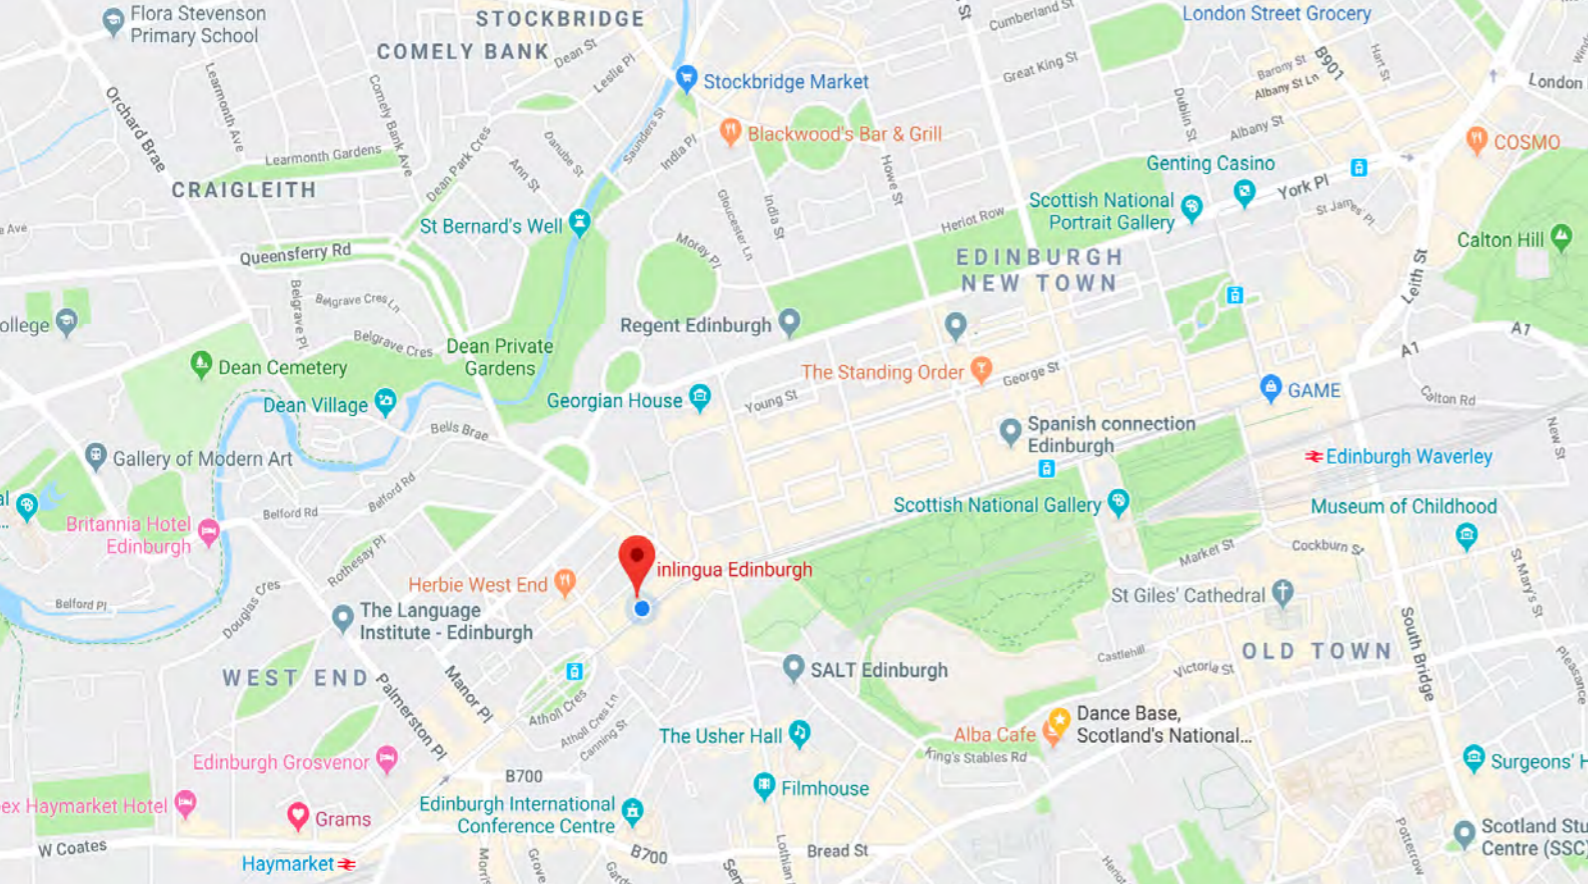 Flora Stevenson
Primary School
STOCKBRIDGE
COMELY BANK
Dean St
Leslie Pl
Cumberland St
London Street Grocery
Great King St
B901
Hart St
Barony St
Albany St Ln
London
Stockbridge Market
Orchard Brae
Learmonth Ave
Comely Bank Ave
Learmonth Gardens
Dean Park Cres
Danube St
Ann St
Saunders St
India Pl
Blackwood's Bar & Grill
Dublin St
Albany St
COSMO
Genting Casino
CRAIGLEITH
Howe St
York Pl
Scottish National
Portrait Gallery
St James' Pl
St Bernard's Well
Gloucester Ln
India St
Heriot Row
Calton Hill
e Ave
Queensferry Rd
Moray Pl
EDINBURGH
NEW TOWN
Leith St
Belgrave Pl
Belgrave Cres Ln
Belgrave Cres
ollege
Regent Edinburgh
A1
A1
Dean Private
Gardens
Dean Cemetery
The Standing Order
George St
GAME
Calton Rd
Dean Village
Georgian House
Young St
Bells Brae
Spanish connection
Edinburgh
New St
Gallery of Modern Art
Edinburgh Waverley
Belford Rd
Belford Rd
al
...
Scottish National Gallery
Museum of Childhood
Britannia Hotel
Edinburgh
Rothesay Pl
Market St
Cockburn St
inlingua Edinburgh
Herbie West End
St Giles' Cathedral
St Mary's St
Belford Pl
Douglas Cres
The Language
Institute - Edinburgh
South Bridge
Castlehill
Victoria St
OLD TOWN
Pleasance
WEST END
SALT Edinburgh
Palmerston Pl
Manor Pl
Atholl Cres
Atholl Cres Ln
Canning St
Dance Base,
Scotland's National...
Alba Cafe
The Usher Hall
King's Stables Rd
Edinburgh Grosvenor
B700
Surgeons' H
Filmhouse
ex Haymarket Hotel
Edinburgh International
Conference Centre
Grams
Scotland Stu
Centre (SSC)
Potterrow
W Coates
B700
Bread St
Haymarket
Lothian
Grove
Heriot